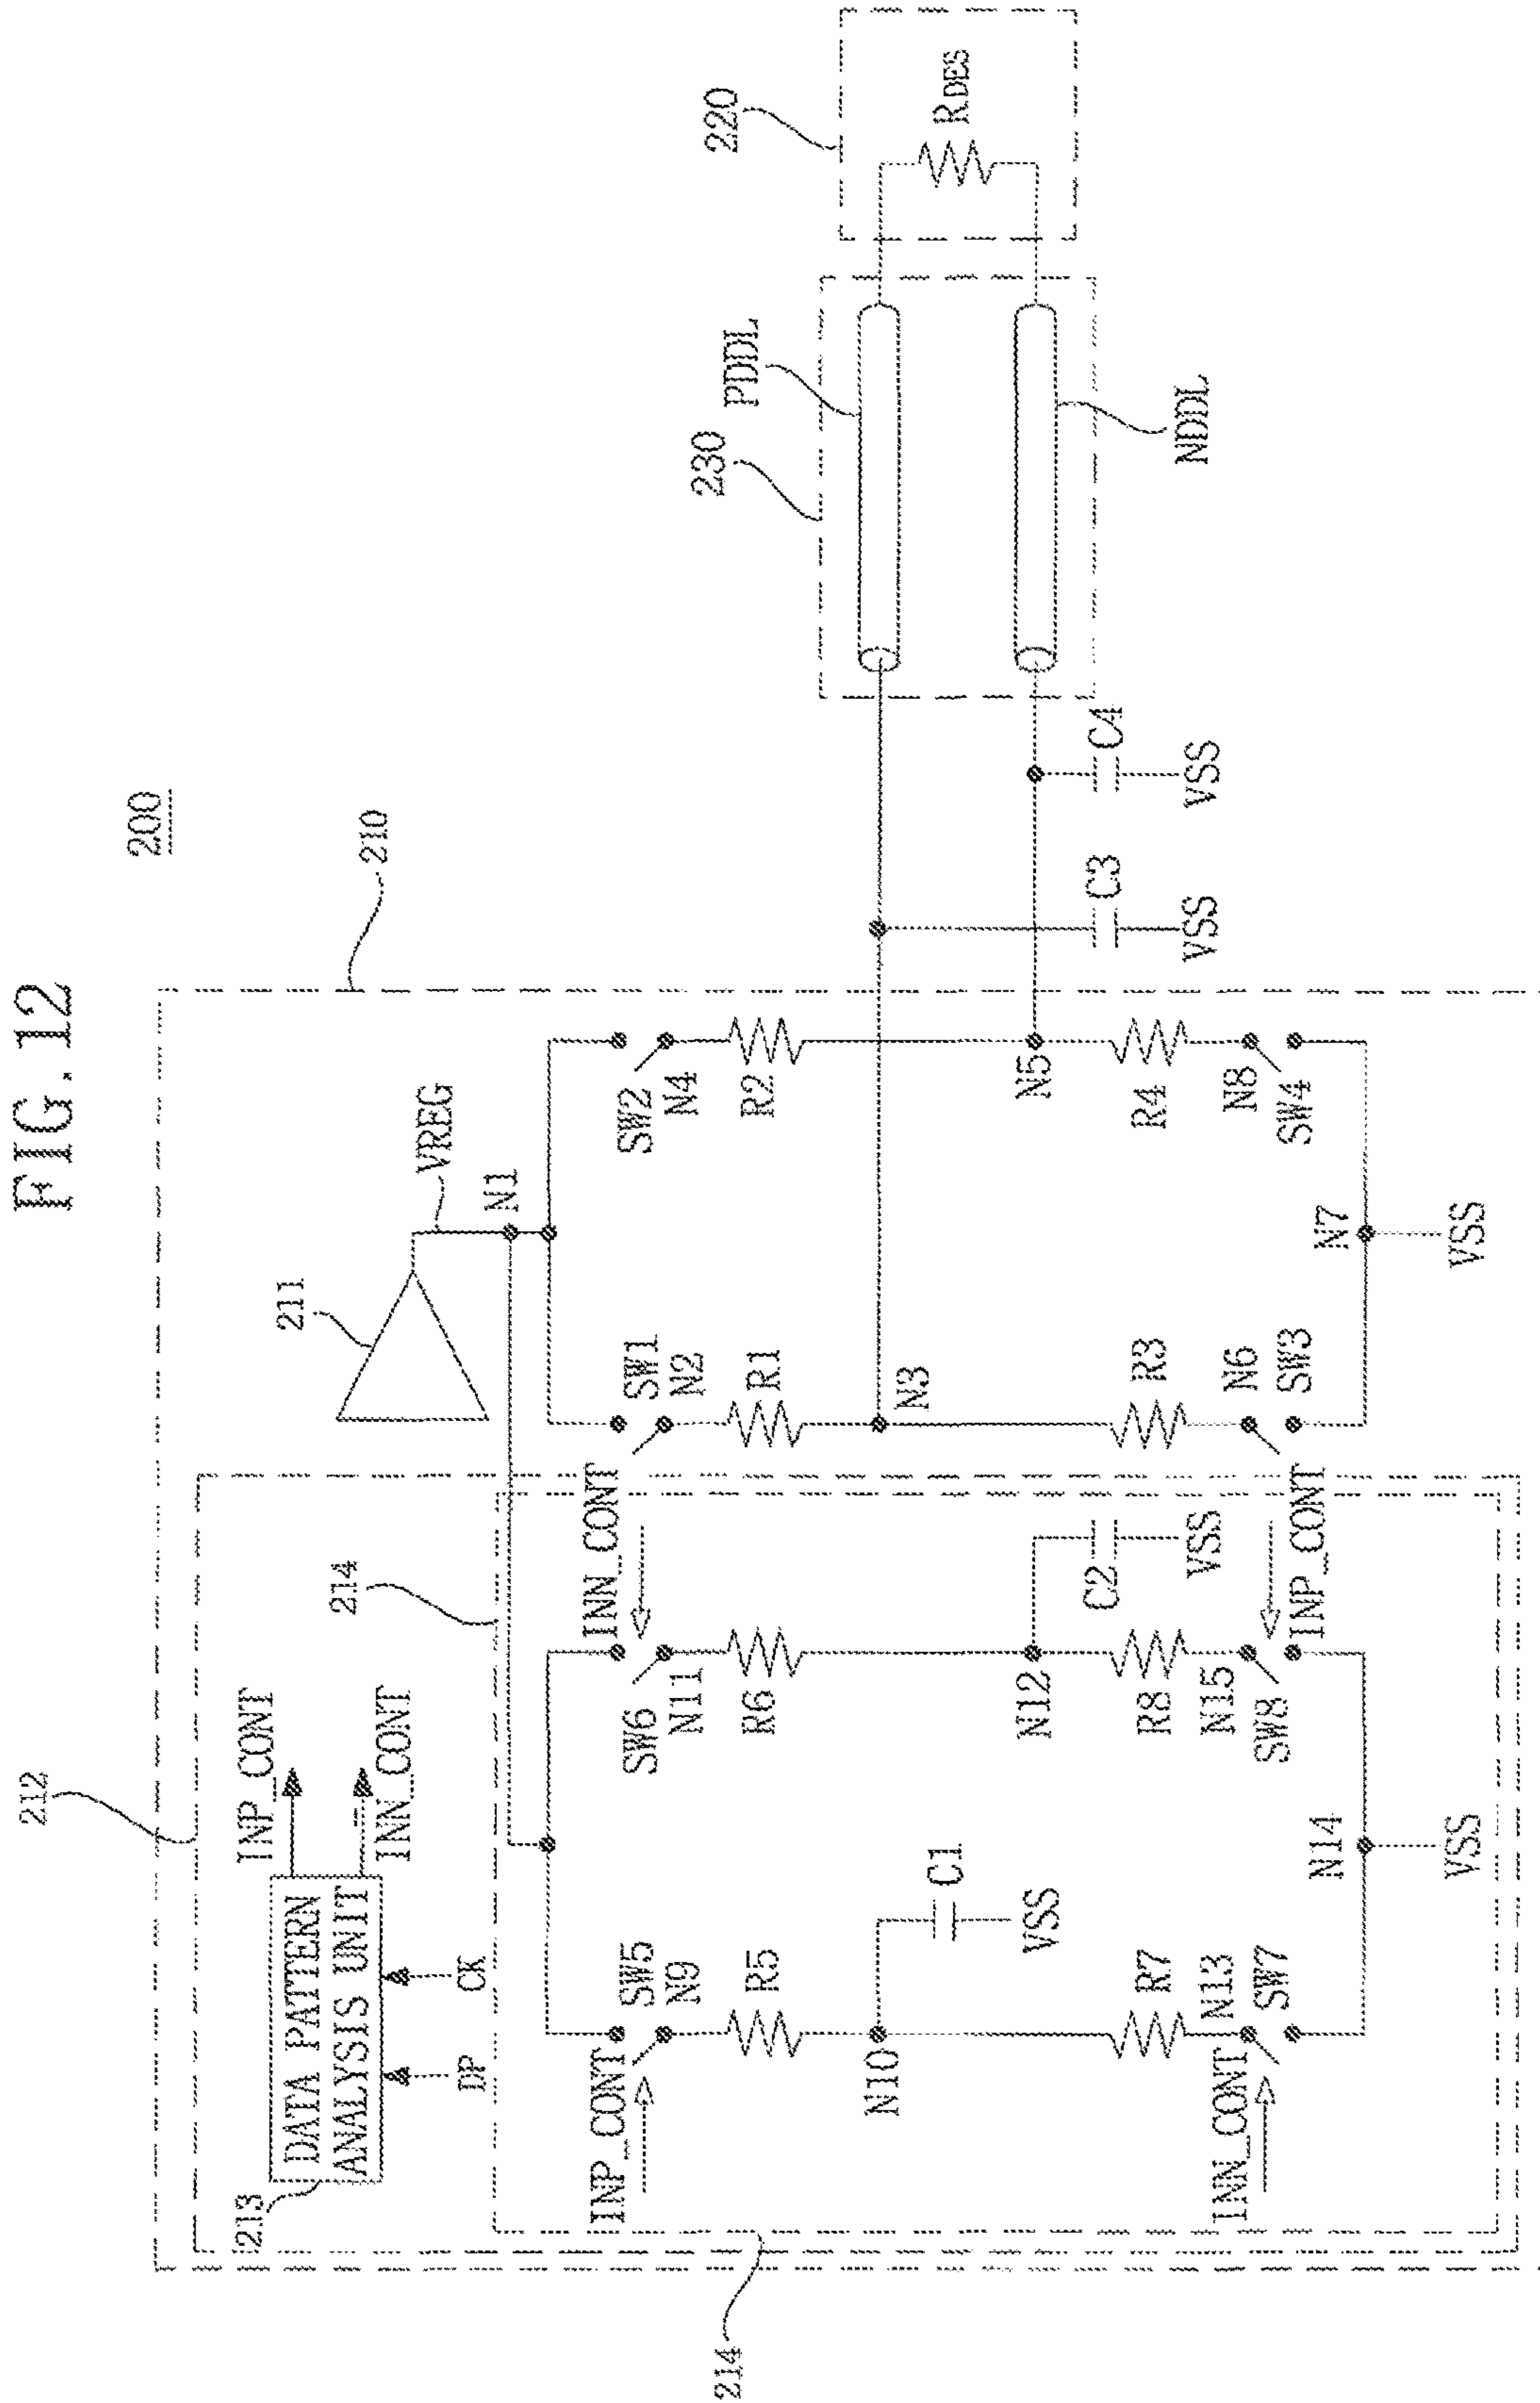 FIG. 12
200
210
212
213
DATA PATTERN
ANALYSIS UNIT
INP_CONT
INN_CONT
DP
CK
211
VREG
N1
214
214
INP_CONT
SW5
N9
R5
N10
C1
VSS
R7
N13
INN_CONT
SW7
SW6
N11
INN_CONT
R6
N12
C2
VSS
R8
N15
SW8
INP_CONT
N14
VSS
SW1
N2
R1
N3
R3
N6
SW3
SW2
N4
R2
N5
R4
N8
SW4
N7
VSS
C3
VSS
C4
VSS
230
PDDL
NDDL
220
RDES